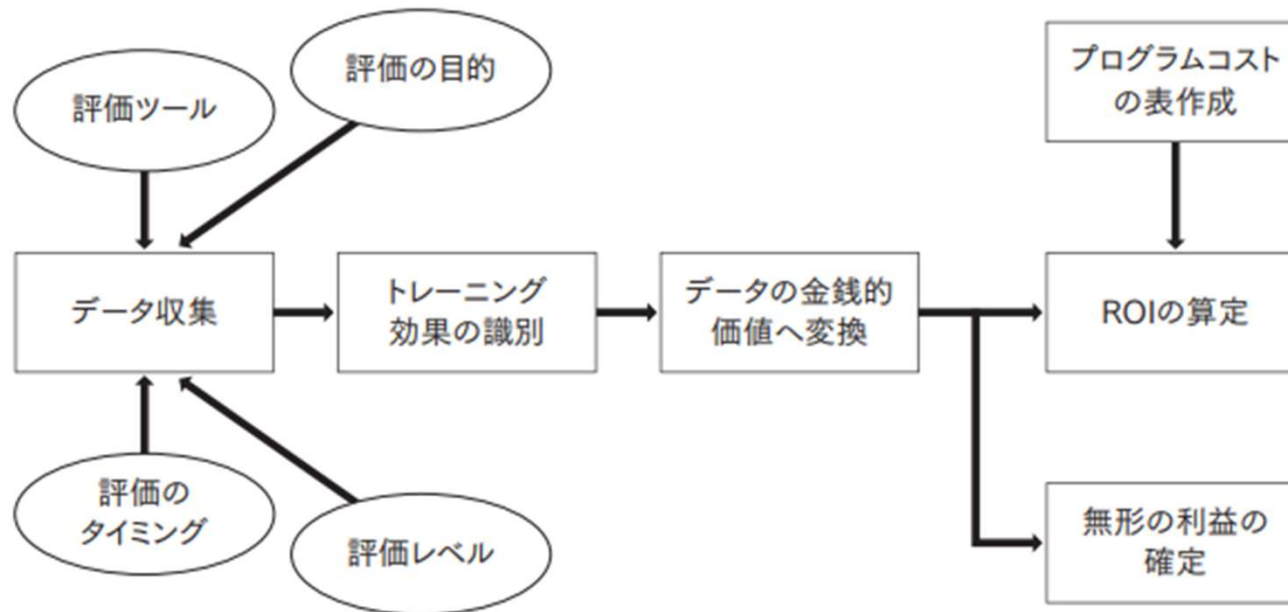 評価ツール
評価の目的
プログラムコスト
の表作成
データ収集
トレーニング
効果の識別
データの金銭的
価値へ変換
ROIの算定
評価の
タイミング
評価レベル
無形の利益の
確定